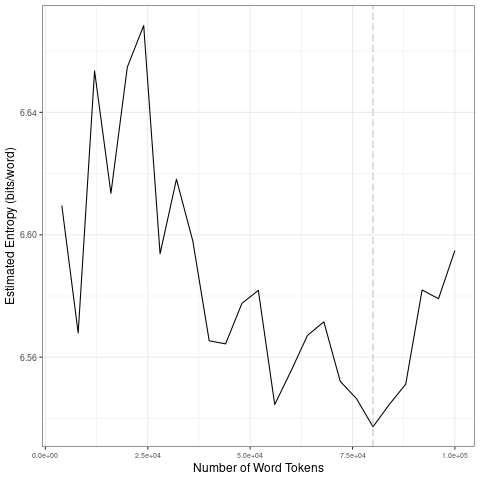 Estimated Entropy (bits/word)
6.64
6.60
6.56
0.0e+00 2.5e+04 5.0e+04 7.5e+04 1.0e+05
Number of Word Tokens